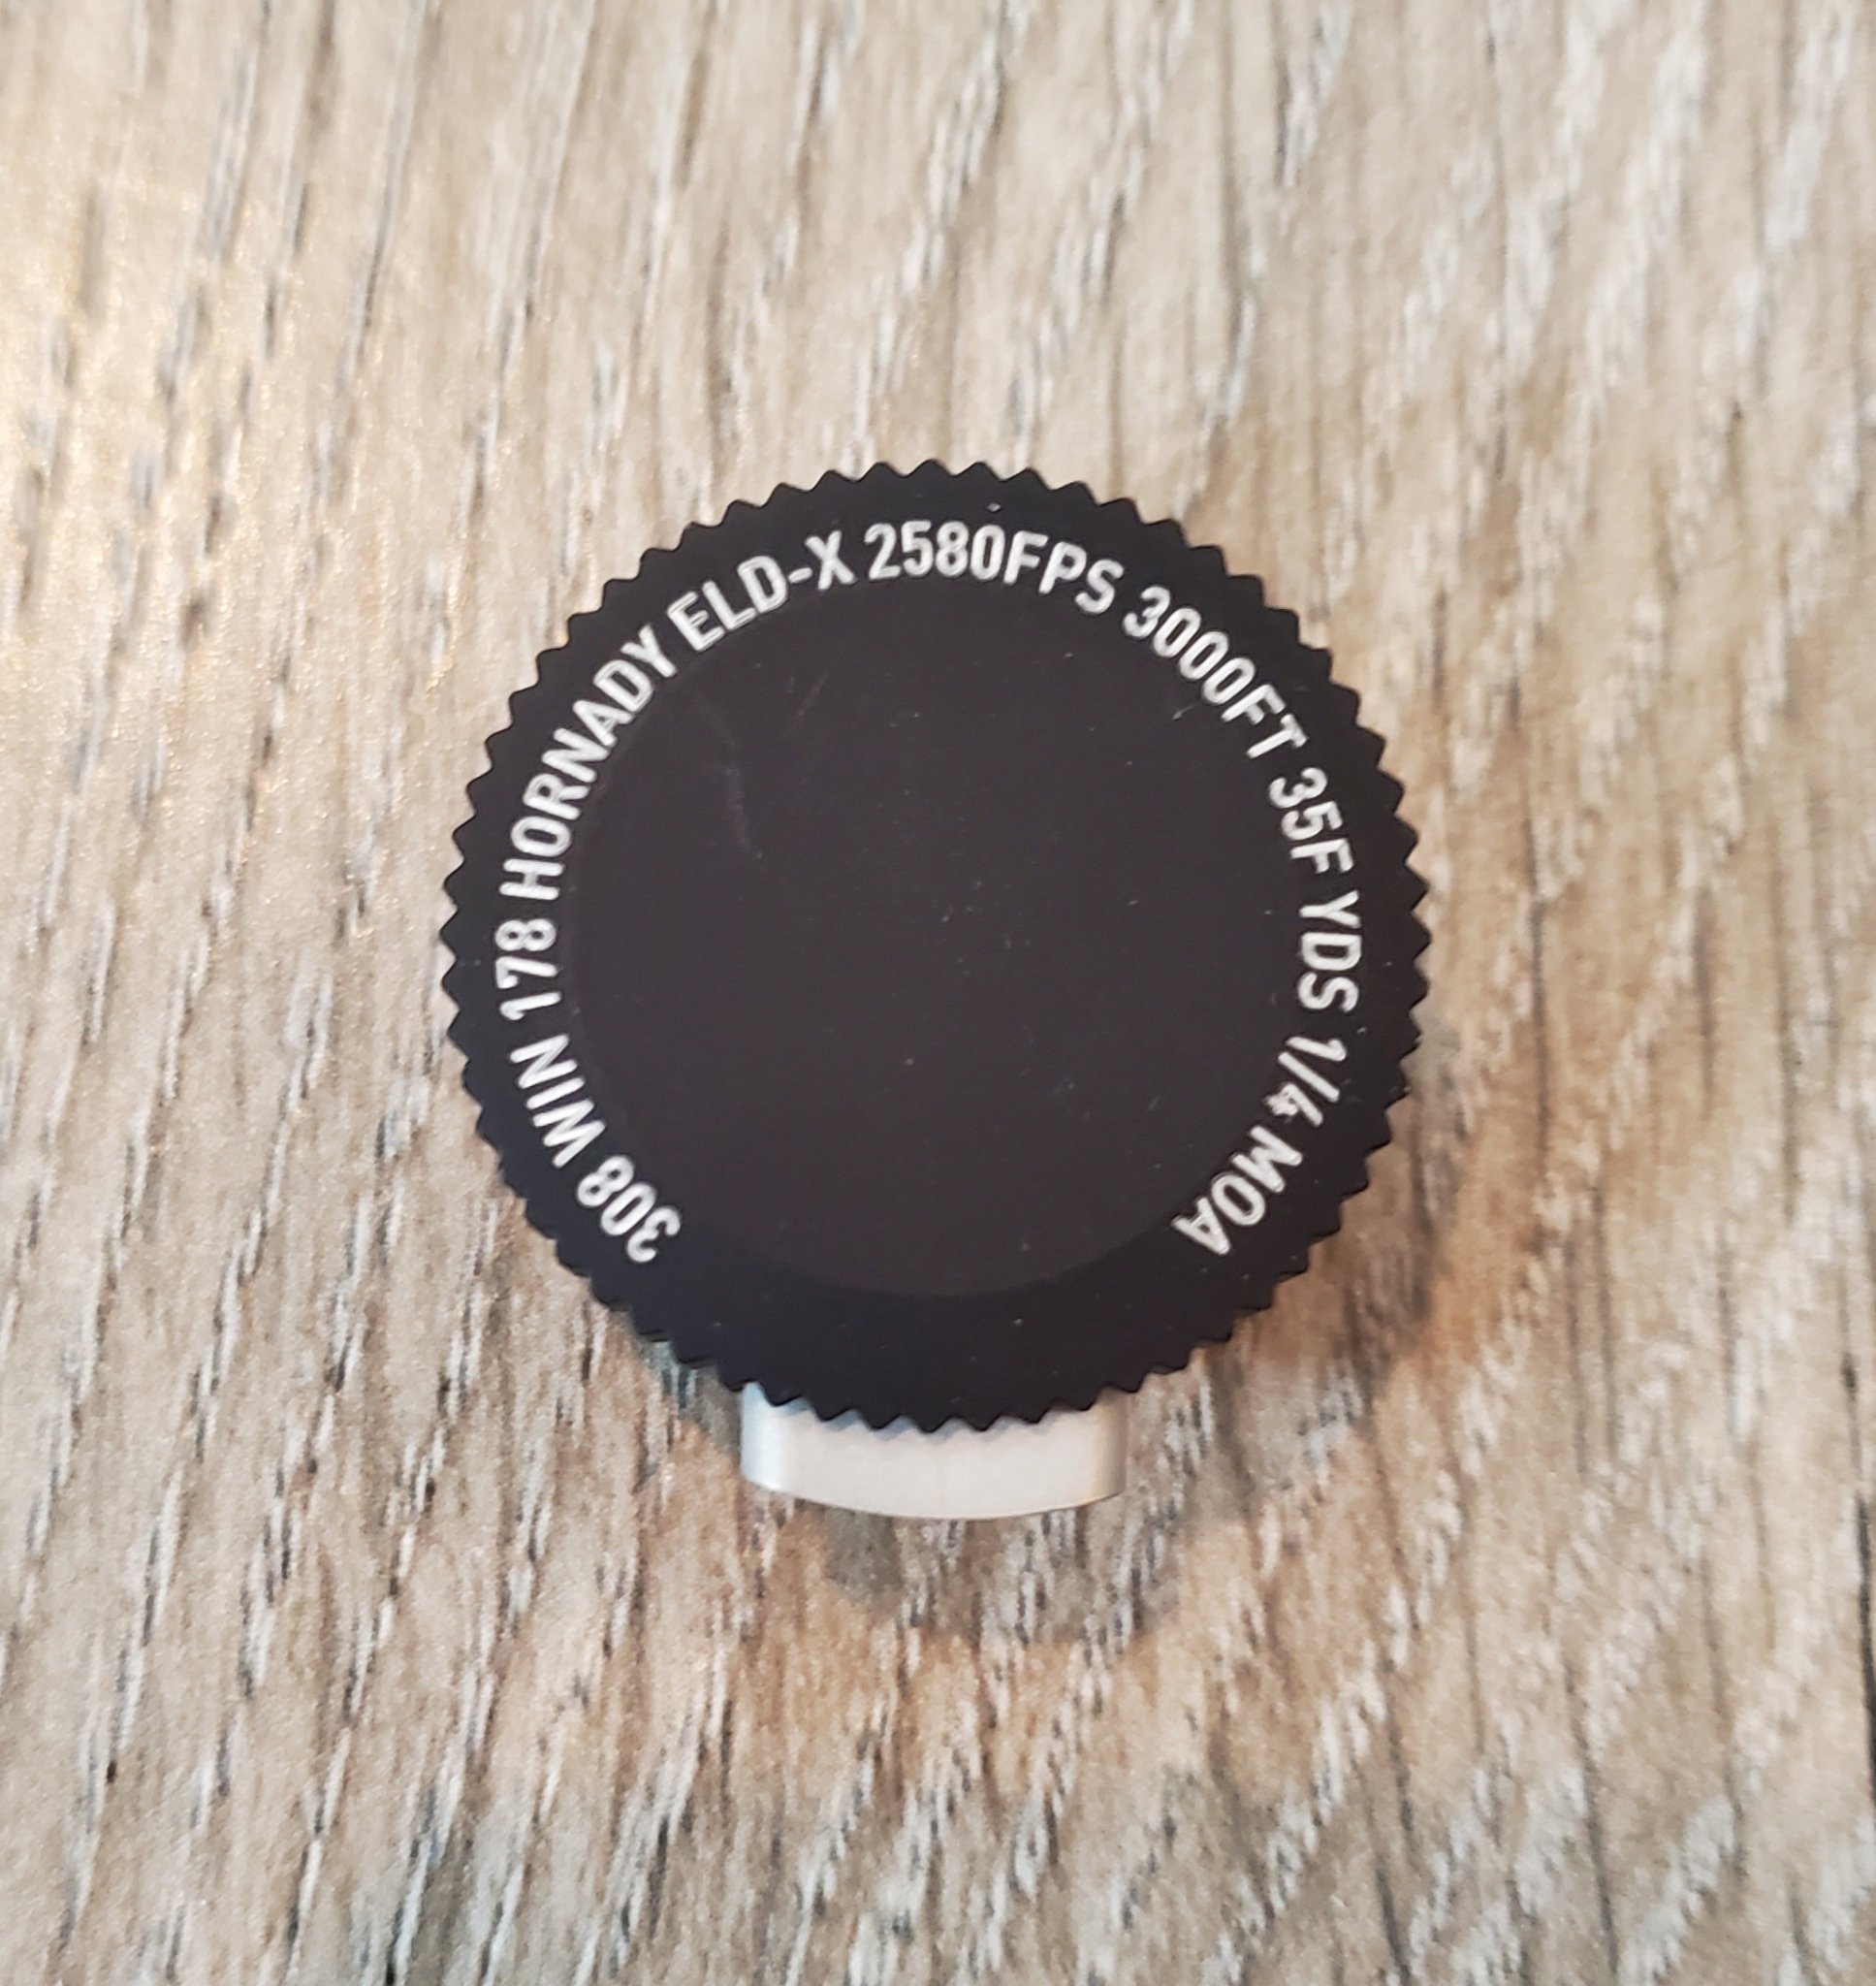 308 WIN 178 HORNADY ELD-X 2580FPS 3000FT 35F YDS 1/4 MOA